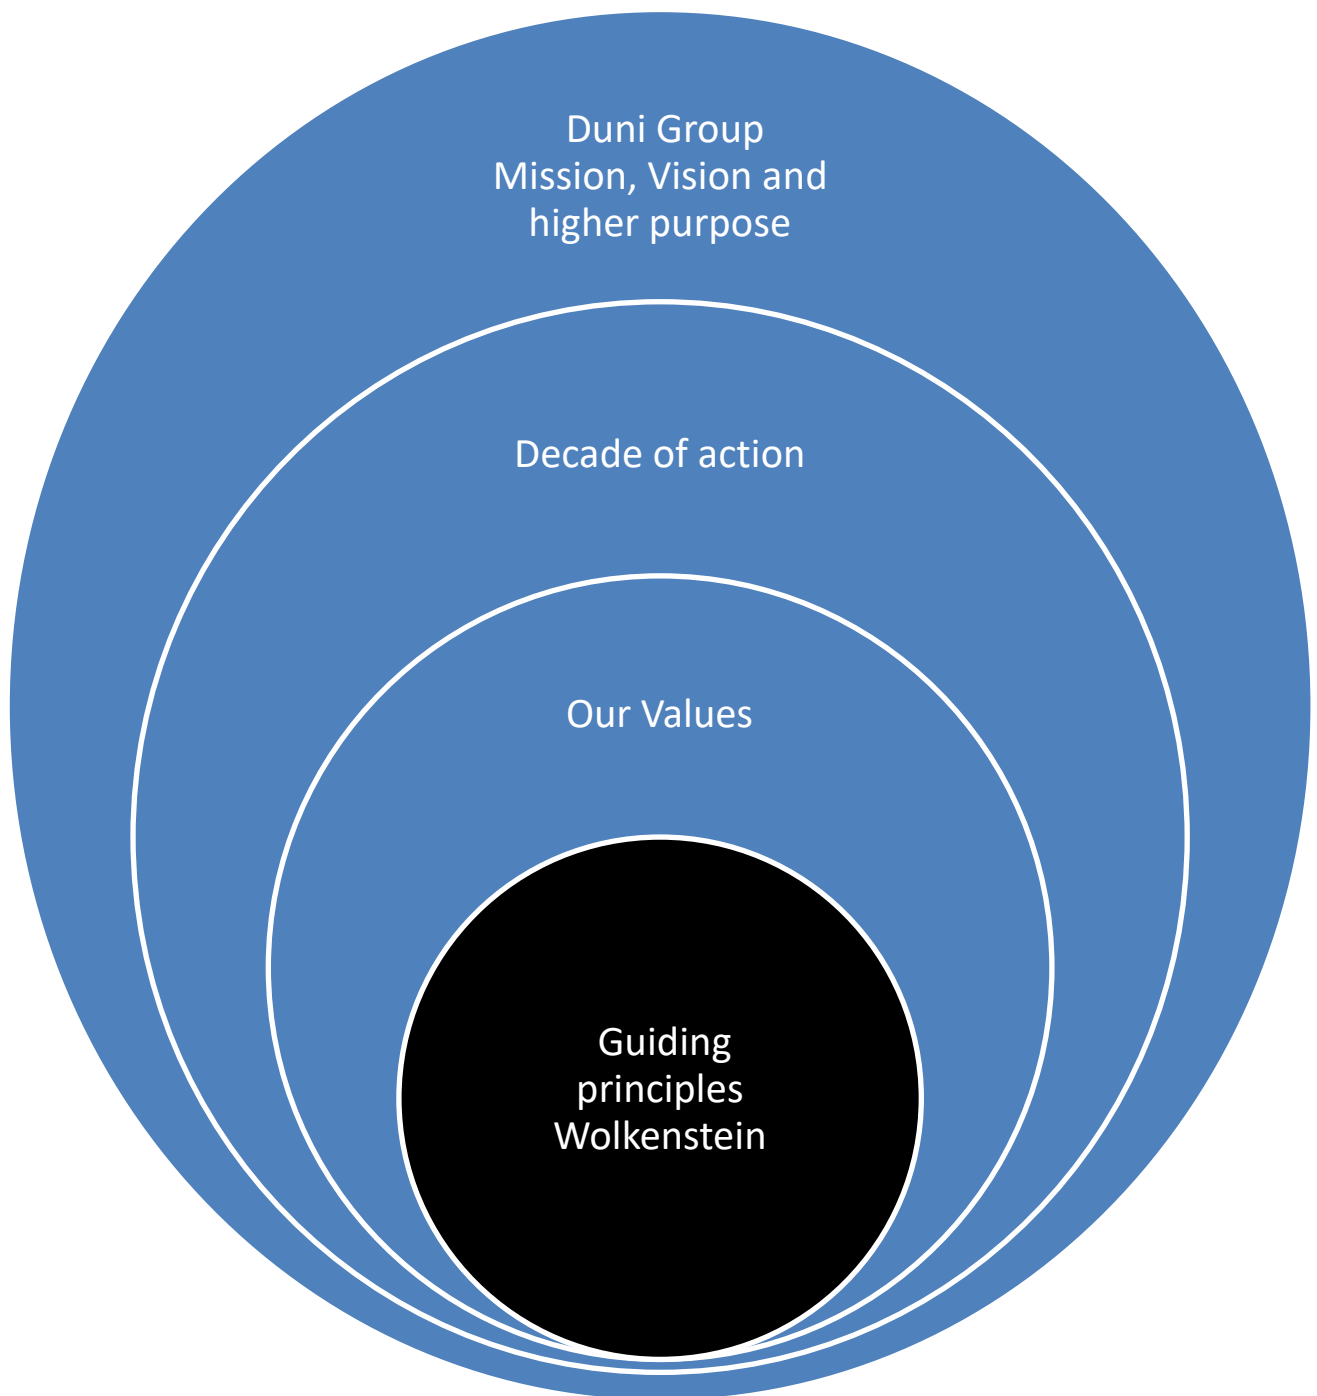 Duni Group
Mission, Vision and
higher purpose
Decade of action
Our Values
Guiding
principles
Wolkenstein